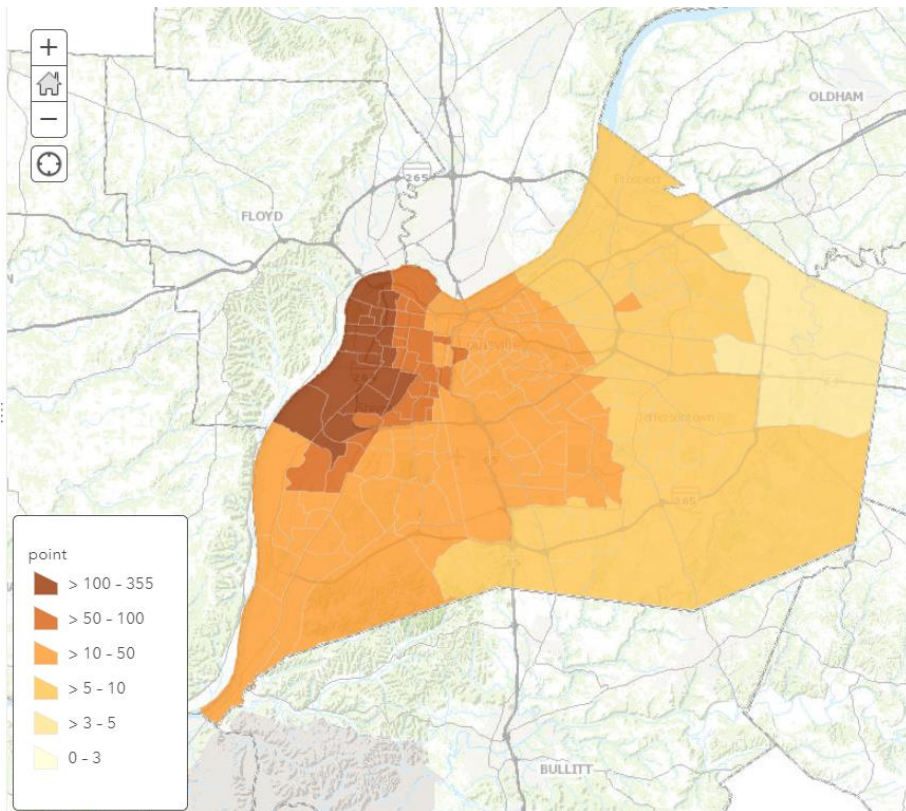 +
−
OLDHAM
265
Prospect
FLOYD
Jeffersontown
265
point
> 100 - 355
> 50 - 100
> 10 - 50
> 5 - 10
> 3 - 5
0 - 3
BULLITT